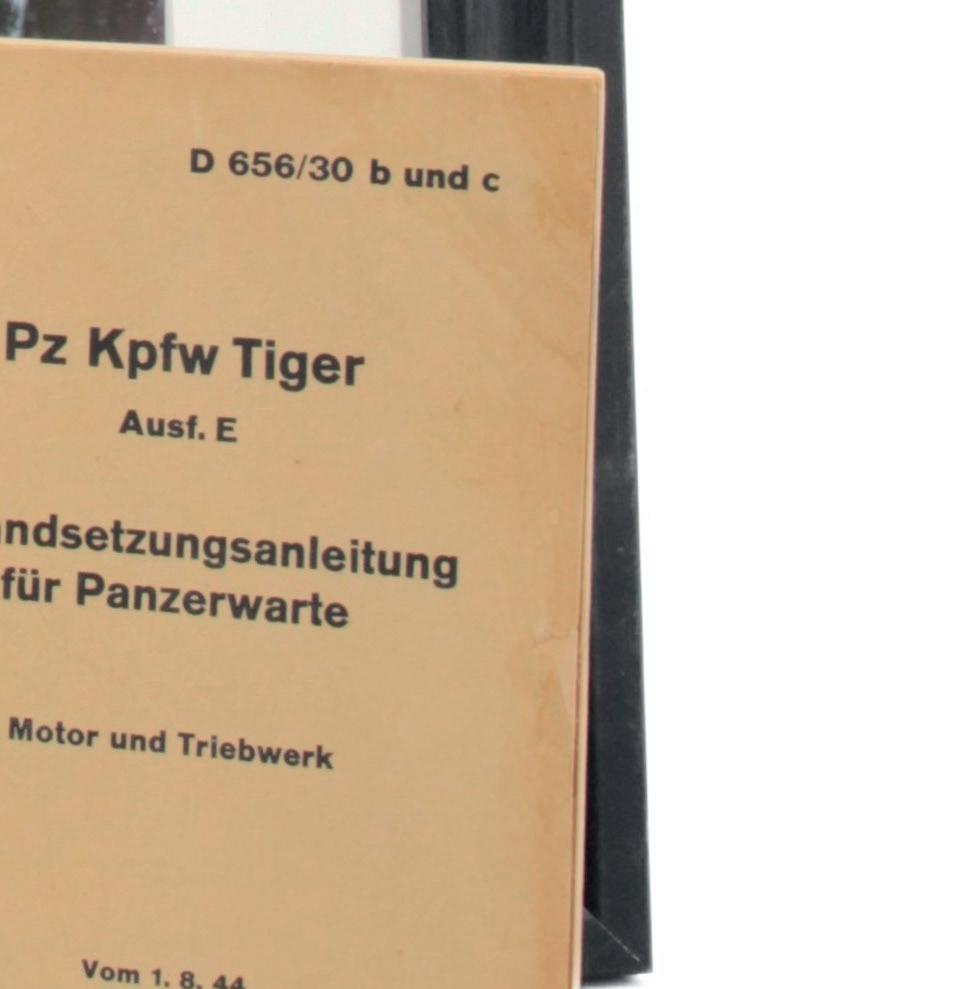 D 656/30 b und c
Pz Kpfw Tiger
Ausf. E
ndsetzungsanleitung
für Panzerwarte
Motor und Triebwerk
Vom 1. 8. 44